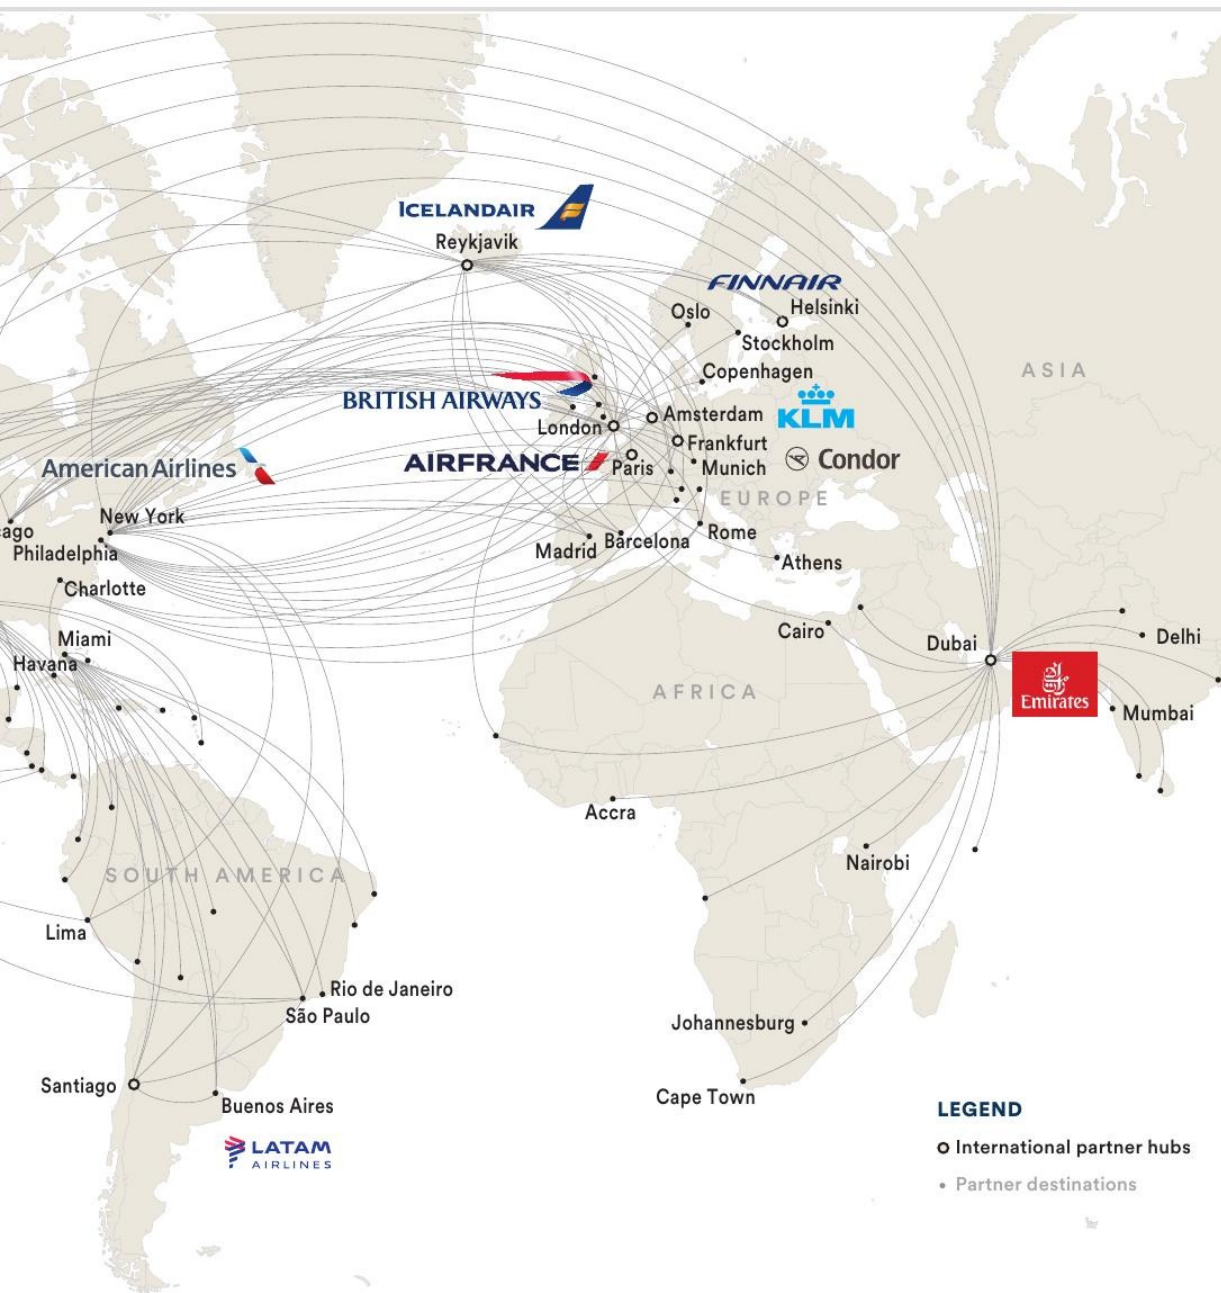 ICELANDAIR
Reykjavik
FINNAIR
Helsinki
Oslo
Stockholm
Copenhagen
ASIA
BRITISH AIRWAYS
KLM
Amsterdam
London
Frankfurt
AIRFRANCE
Paris
Munich
Condor
American Airlines
EUROPE
New York
cago
Philadelphia
Rome
Madrid
Barcelona
Athens
Charlotte
Cairo
Dubai
Delhi
Miami
Havana
Emirates
AFRICA
Mumbai
Accra
Nairobi
SOUTH AMERICA
Lima
Rio de Janeiro
São Paulo
Johannesburg
Santiago
Cape Town
Buenos Aires
LATAM
AIRLINES
LEGEND
International partner hubs
Partner destinations